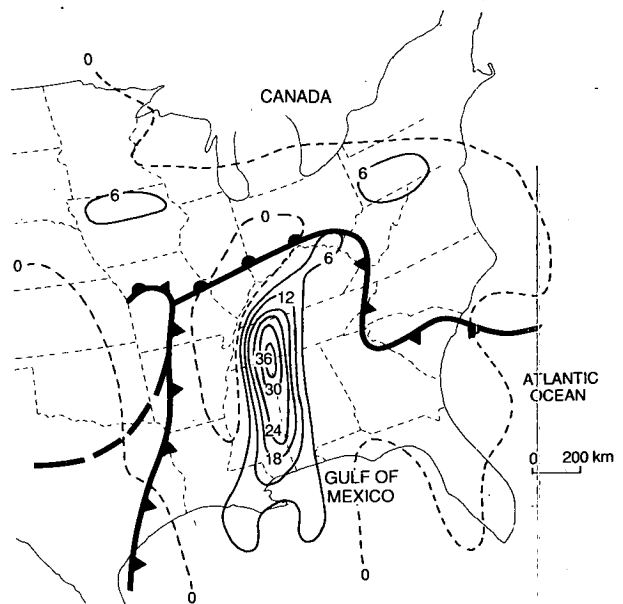 0
CANADA
6
6
0
0
6
12
36
30
ATLANTIC
OCEAN
24
18
0 200 km
GULF OF
MEXICO
0
0